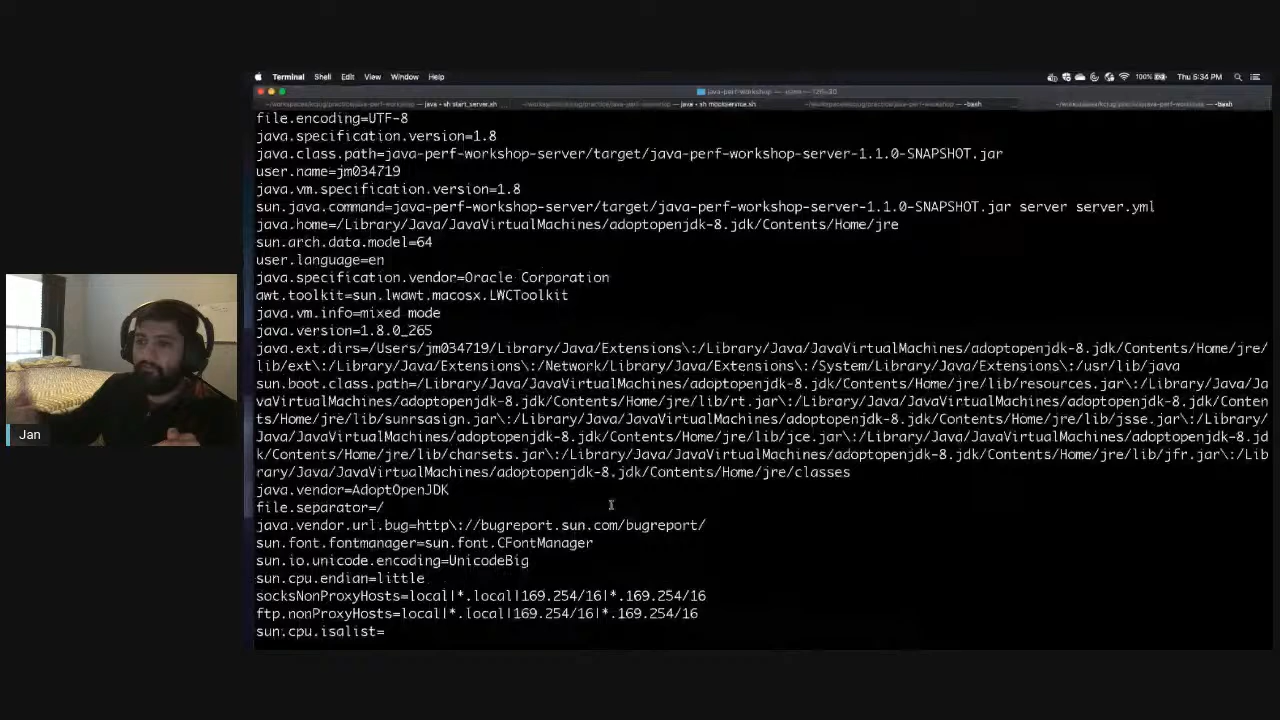 Terminal Shell Edit View Window Help 100% Thu 5:34 PM
java-perf-workshop
java • sh start_server.sh java • sh mockservice.sh -bash -bash
file.encoding=UTF-8
java.specification.version=1.8
java.class.path=java-perf-workshop-server/target/java-perf-workshop-server-1.1.0-SNAPSHOT.jar
user.name=jm034719
java.vm.specification.version=1.8
sun.java.command=java-perf-workshop-server/target/java-perf-workshop-server-1.1.0-SNAPSHOT.jar server server.yml
java.home=/Library/Java/JavaVirtualMachines/adoptopenjdk-8.jdk/Contents/Home/jre
sun.arch.data.model=64
user.language=en
java.specification.vendor=Oracle Corporation
awt.toolkit=sun.lwawt.macosx.LWCToolkit
java.vm.info=mixed mode
java.version=1.8.0_265
java.ext.dirs=/Users/jm034719/Library/Java/Extensions\:/Library/Java/JavaVirtualMachines/adoptopenjdk-8.jdk/Contents/Home/jre/
lib/ext\:/Library/Java/Extensions\:/Network/Library/Java/Extensions\:/System/Library/Java/Extensions\:/usr/lib/java
sun.boot.class.path=/Library/Java/JavaVirtualMachines/adoptopenjdk-8.jdk/Contents/Home/jre/lib/resources.jar\:/Library/Java/Ja
vaVirtualMachines/adoptopenjdk-8.jdk/Contents/Home/jre/lib/rt.jar\:/Library/Java/JavaVirtualMachines/adoptopenjdk-8.jdk/Conten
ts/Home/jre/lib/sunrsasign.jar\:/Library/Java/JavaVirtualMachines/adoptopenjdk-8.jdk/Contents/Home/jre/lib/jsse.jar\:/Library/
Java/JavaVirtualMachines/adoptopenjdk-8.jdk/Contents/Home/jre/lib/jce.jar\:/Library/Java/JavaVirtualMachines/adoptopenjdk-8.jd
k/Contents/Home/jre/lib/charsets.jar\:/Library/Java/JavaVirtualMachines/adoptopenjdk-8.jdk/Contents/Home/jre/lib/jfr.jar\:/Lib
rary/Java/JavaVirtualMachines/adoptopenjdk-8.jdk/Contents/Home/jre/classes
java.vendor=AdoptOpenJDK
file.separator=/
java.vendor.url.bug=http\://bugreport.sun.com/bugreport/
sun.font.fontmanager=sun.font.CFontManager
sun.io.unicode.encoding=UnicodeBig
sun.cpu.endian=little
socksNonProxyHosts=local|*.local|169.254/16|*.169.254/16
ftp.nonProxyHosts=local|*.local|169.254/16|*.169.254/16
sun.cpu.isalist=
Jan